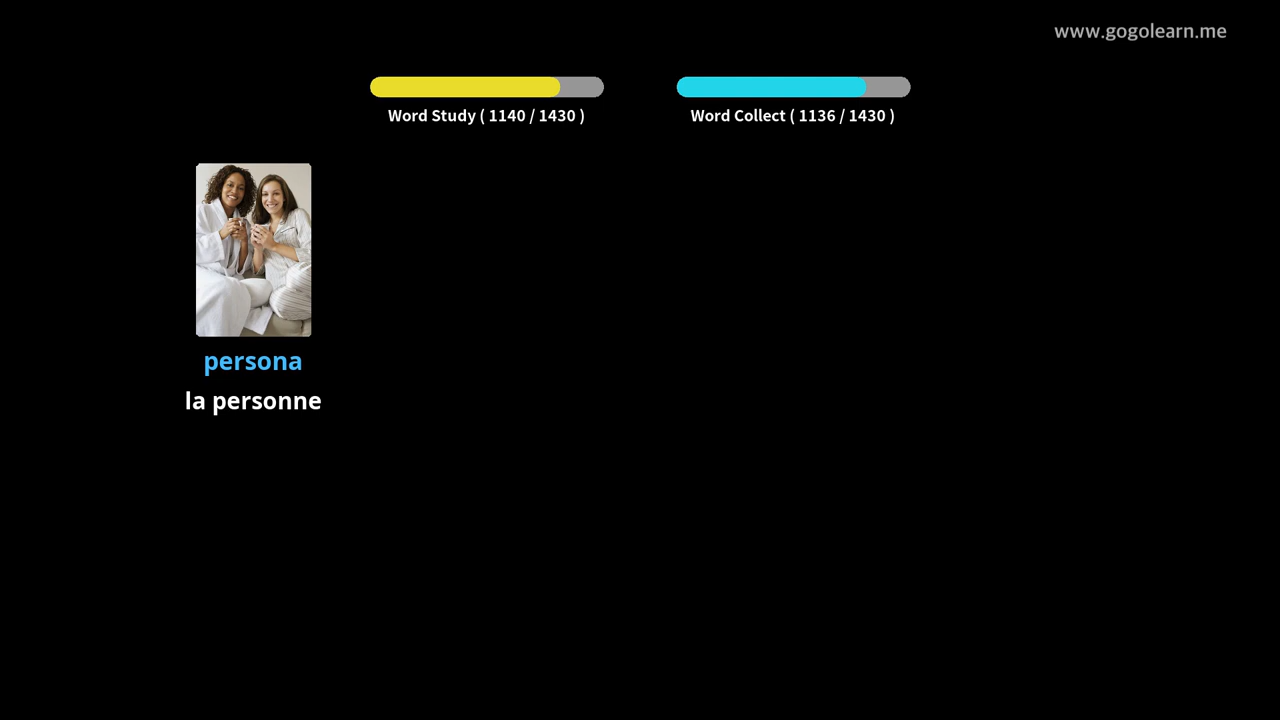 www.gogolearn.me
Word Study ( 1140 / 1430 )
Word Collect ( 1136 / 1430 )
persona
la personne